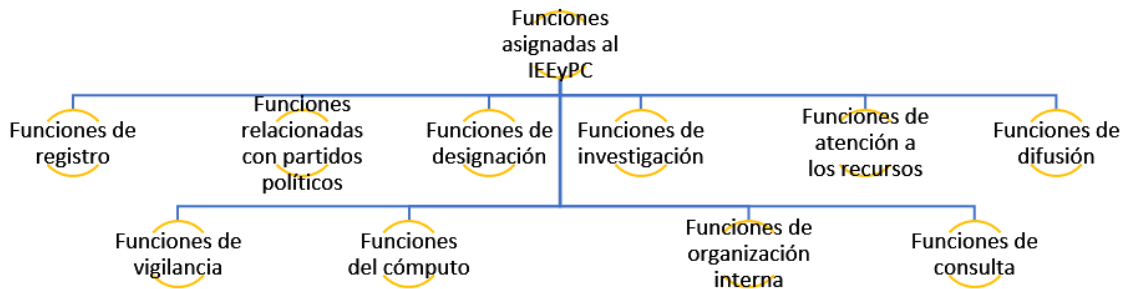 Funciones
asignadas al
IEEyPC
Funciones de
registro
Funciones
relacionadas
con partidos
políticos
Funciones de
designación
Funciones de
investigación
Funciones de
atención a
los recursos
Funciones de
difusión
Funciones de
vigilancia
Funciones
del cómputo
Funciones de
organización
interna
Funciones de
consulta